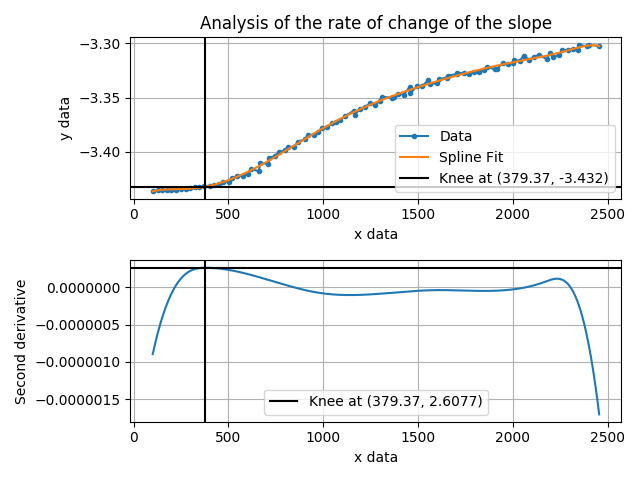 Analysis of the rate of change of the slope
−3.30
−3.35
−3.40
y data
Data
Spline Fit
Knee at (379.37, -3.432)
0 500 1000 1500 2000 2500
x data
0.0000000
−0.0000005
−0.0000010
−0.0000015
Second derivative
Knee at (379.37, 2.6077)
0 500 1000 1500 2000 2500
x data